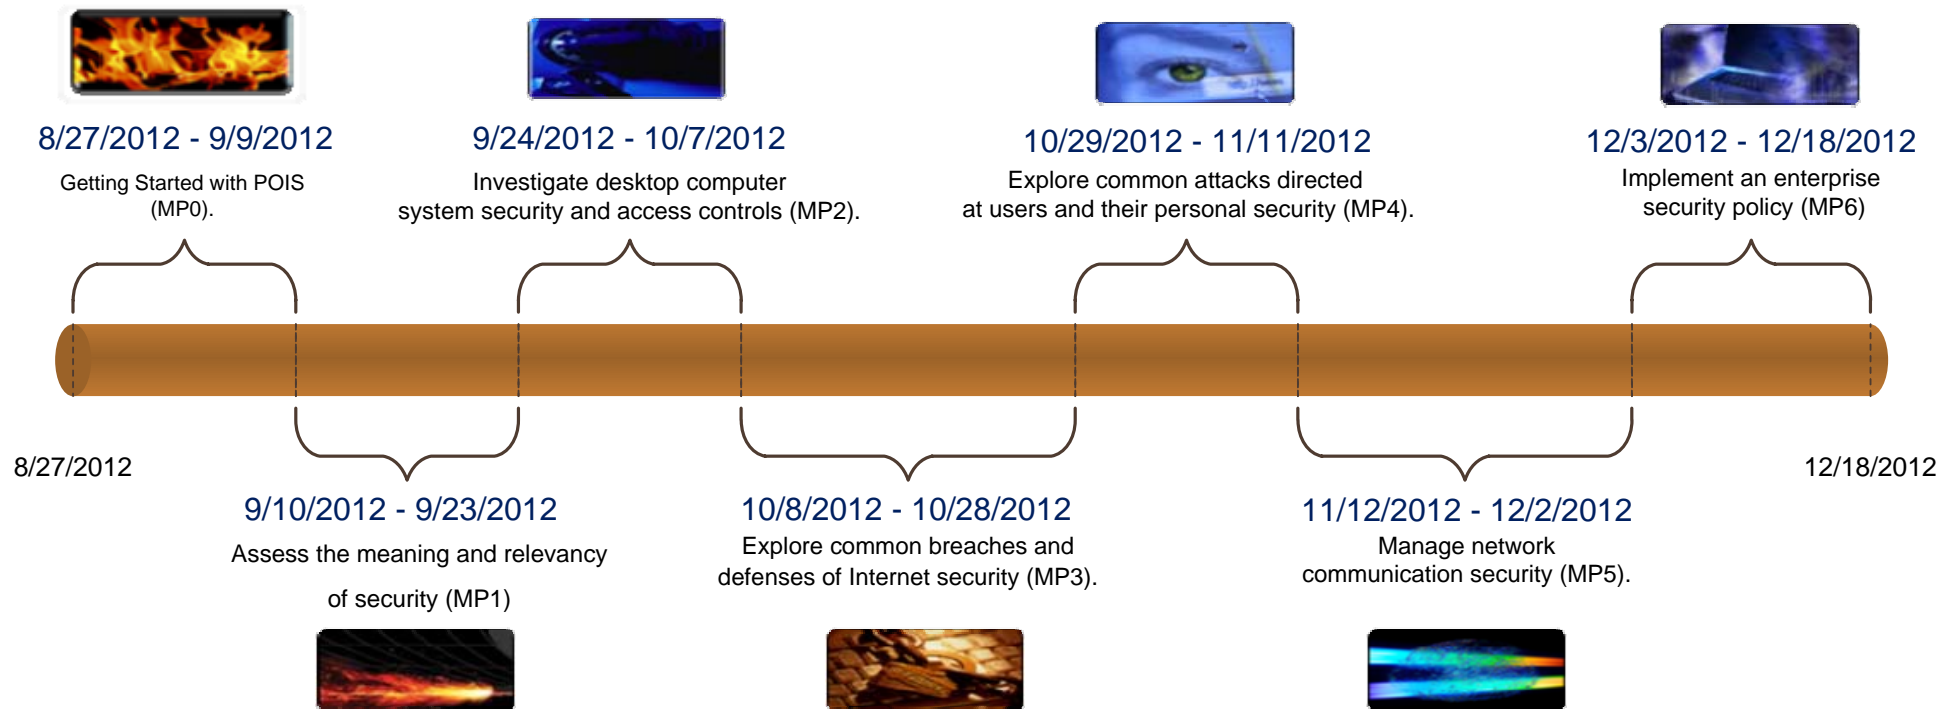 8/27/2012 - 9/9/2012
Getting Started with POIS
(MP0).
9/24/2012 - 10/7/2012
Investigate desktop computer
system security and access controls (MP2).
10/29/2012 - 11/11/2012
Explore common attacks directed
at users and their personal security (MP4).
12/3/2012 - 12/18/2012
Implement an enterprise
security policy (MP6)
8/27/2012
12/18/2012
9/10/2012 - 9/23/2012
Assess the meaning and relevancy
of security (MP1)
10/8/2012 - 10/28/2012
Explore common breaches and
defenses of Internet security (MP3).
11/12/2012 - 12/2/2012
Manage network
communication security (MP5).